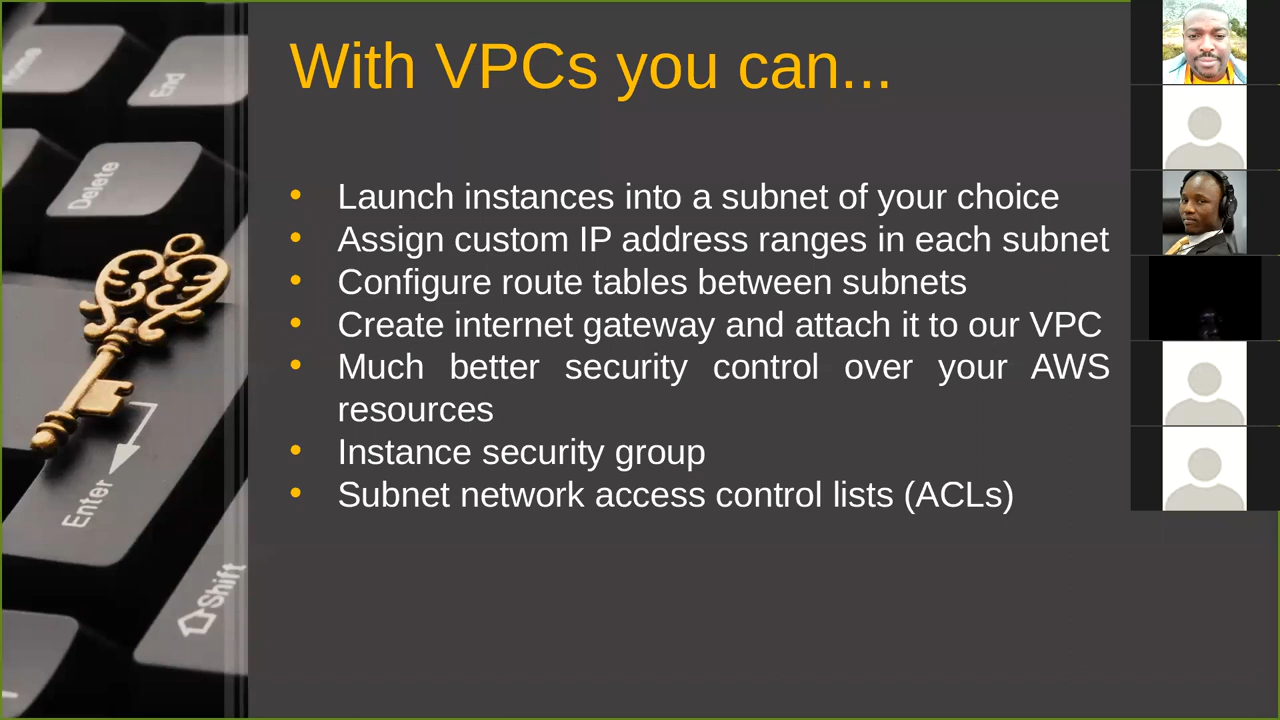 With VPCs you can...
• Launch instances into a subnet of your choice
• Assign custom IP address ranges in each subnet
• Configure route tables between subnets
• Create internet gateway and attach it to our VPC
• Much better security control over your AWS
resources
• Instance security group
• Subnet network access control lists (ACLs)
End
Delete
Enter
Shift